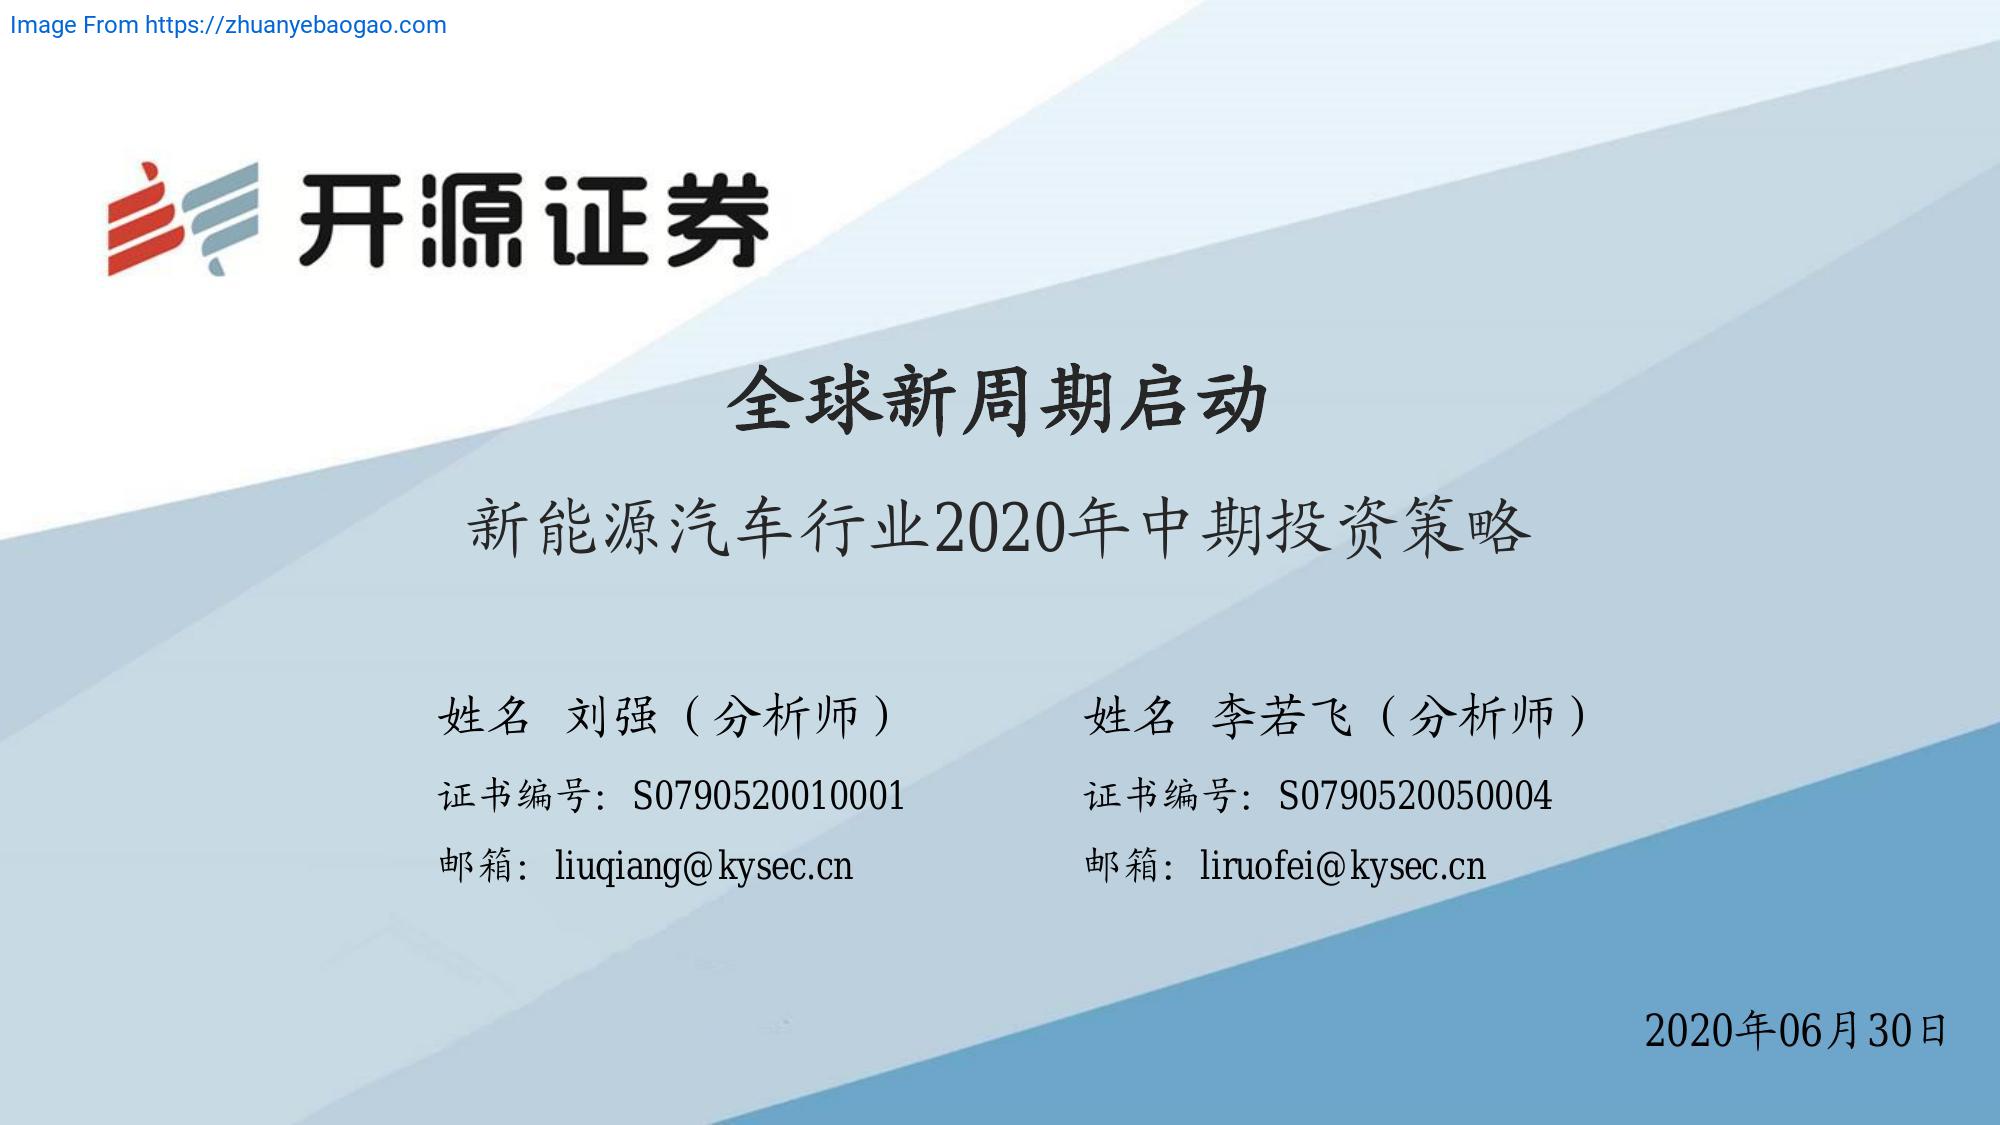 Image From https://zhuanyebaogao.com
开源证券
全球新周期启动
新能源汽车行业2020年中期投资策略
姓名 刘强（分析师）
证书编号：S0790520010001
邮箱：liuqiang@kysec.cn
姓名 李若飞（分析师）
证书编号：S0790520050004
邮箱：liruofei@kysec.cn
2020年06月30日